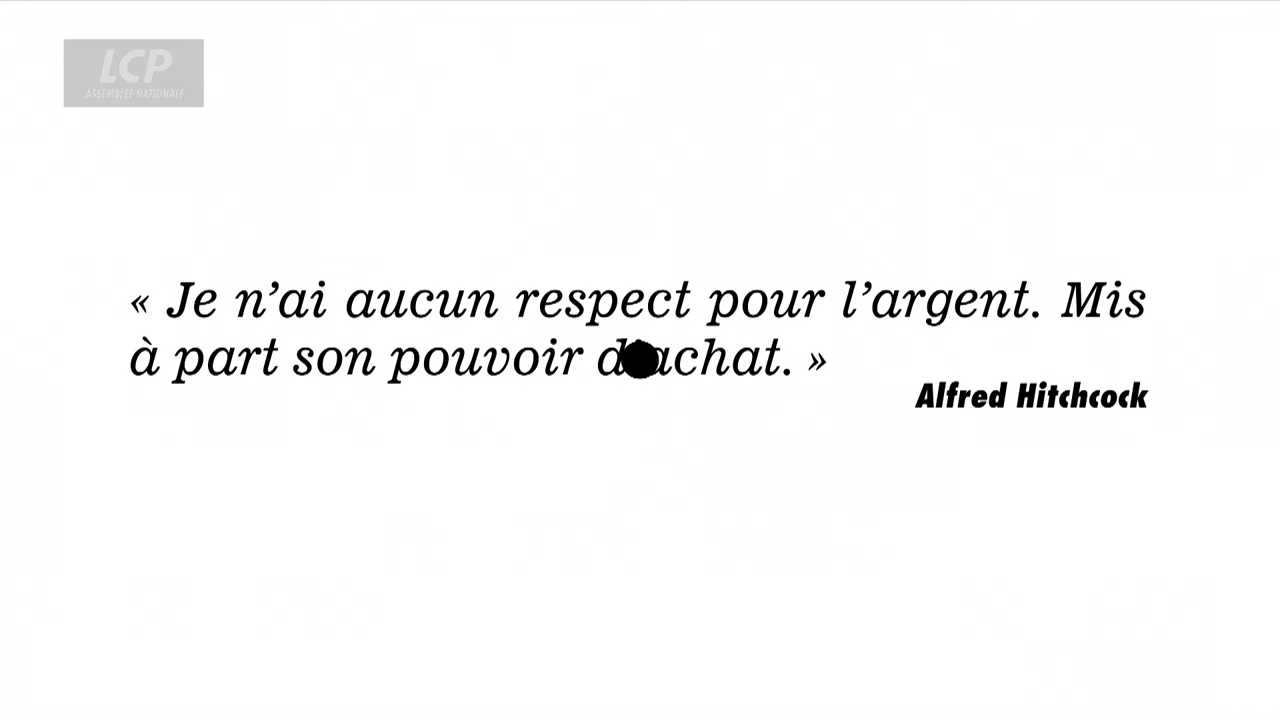 LCP
ASSEMBLÉE NATIONALE
« Je n’ai aucun respect pour l’argent. Mis
à part son pouvoir d’achat. »
Alfred Hitchcock